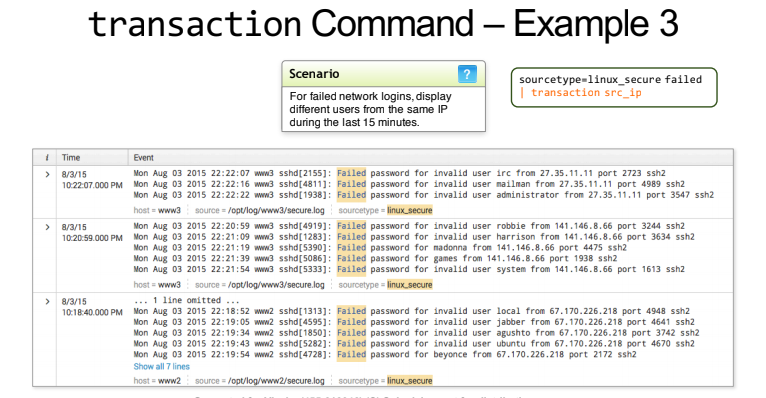 transaction Command – Example 3
Scenario ?
For failed network logins, display
different users from the same IP
during the last 15 minutes.
sourcetype=linux_secure failed
| transaction src_ip
i Time Event
> 8/3/15
10:22:07.000 PM
Mon Aug 03 2015 22:22:07 www3 sshd[2155]: Failed password for invalid user irc from 27.35.11.11 port 2723 ssh2
Mon Aug 03 2015 22:22:16 www3 sshd[4811]: Failed password for invalid user mailman from 27.35.11.11 port 4989 ssh2
Mon Aug 03 2015 22:22:22 www3 sshd[1938]: Failed password for invalid user administrator from 27.35.11.11 port 3547 ssh2
host = www3 source = /opt/log/www3/secure.log sourcetype = linux_secure
> 8/3/15
10:20:59.000 PM
Mon Aug 03 2015 22:20:59 www3 sshd[4919]: Failed password for invalid user robbie from 141.146.8.66 port 3244 ssh2
Mon Aug 03 2015 22:21:09 www3 sshd[1283]: Failed password for invalid user harrison from 141.146.8.66 port 3634 ssh2
Mon Aug 03 2015 22:21:19 www3 sshd[5390]: Failed password for madonna from 141.146.8.66 port 4475 ssh2
Mon Aug 03 2015 22:21:39 www3 sshd[5086]: Failed password for games from 141.146.8.66 port 1938 ssh2
Mon Aug 03 2015 22:21:54 www3 sshd[5333]: Failed password for invalid user system from 141.146.8.66 port 1613 ssh2
host = www3 source = /opt/log/www3/secure.log sourcetype = linux_secure
> 8/3/15
10:18:40.000 PM
... 1 line omitted ...
Mon Aug 03 2015 22:18:52 www2 sshd[1313]: Failed password for invalid user local from 67.170.226.218 port 4948 ssh2
Mon Aug 03 2015 22:19:05 www2 sshd[4595]: Failed password for invalid user jabber from 67.170.226.218 port 4641 ssh2
Mon Aug 03 2015 22:19:34 www2 sshd[1850]: Failed password for invalid user agushto from 67.170.226.218 port 3742 ssh2
Mon Aug 03 2015 22:19:43 www2 sshd[5282]: Failed password for invalid user ubuntu from 67.170.226.218 port 4670 ssh2
Mon Aug 03 2015 22:19:54 www2 sshd[4728]: Failed password for beyonce from 67.170.226.218 port 2172 ssh2
Show all 7 lines
host = www2 source = /opt/log/www2/secure.log sourcetype = linux_secure